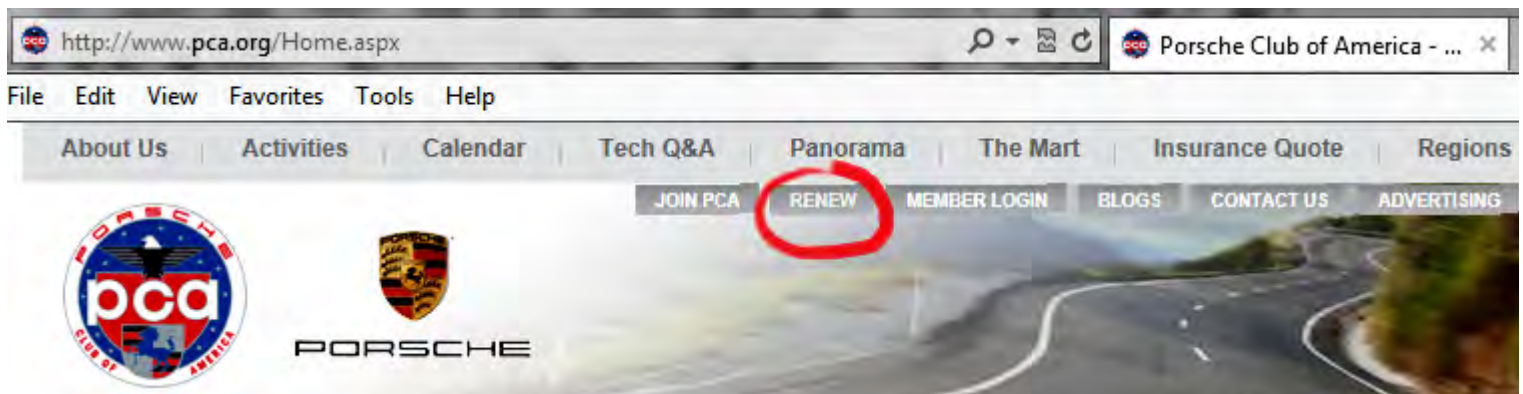 http://www.pca.org/Home.aspx Porsche Club of America - ...
File Edit View Favorites Tools Help
About Us Activities Calendar Tech Q&A Panorama The Mart Insurance Quote Regions
JOIN PCA RENEW MEMBER LOGIN BLOGS CONTACT US ADVERTISING
PORSCHE
pca
CLUB OF AMERICA
PORSCHE
PORSCHE